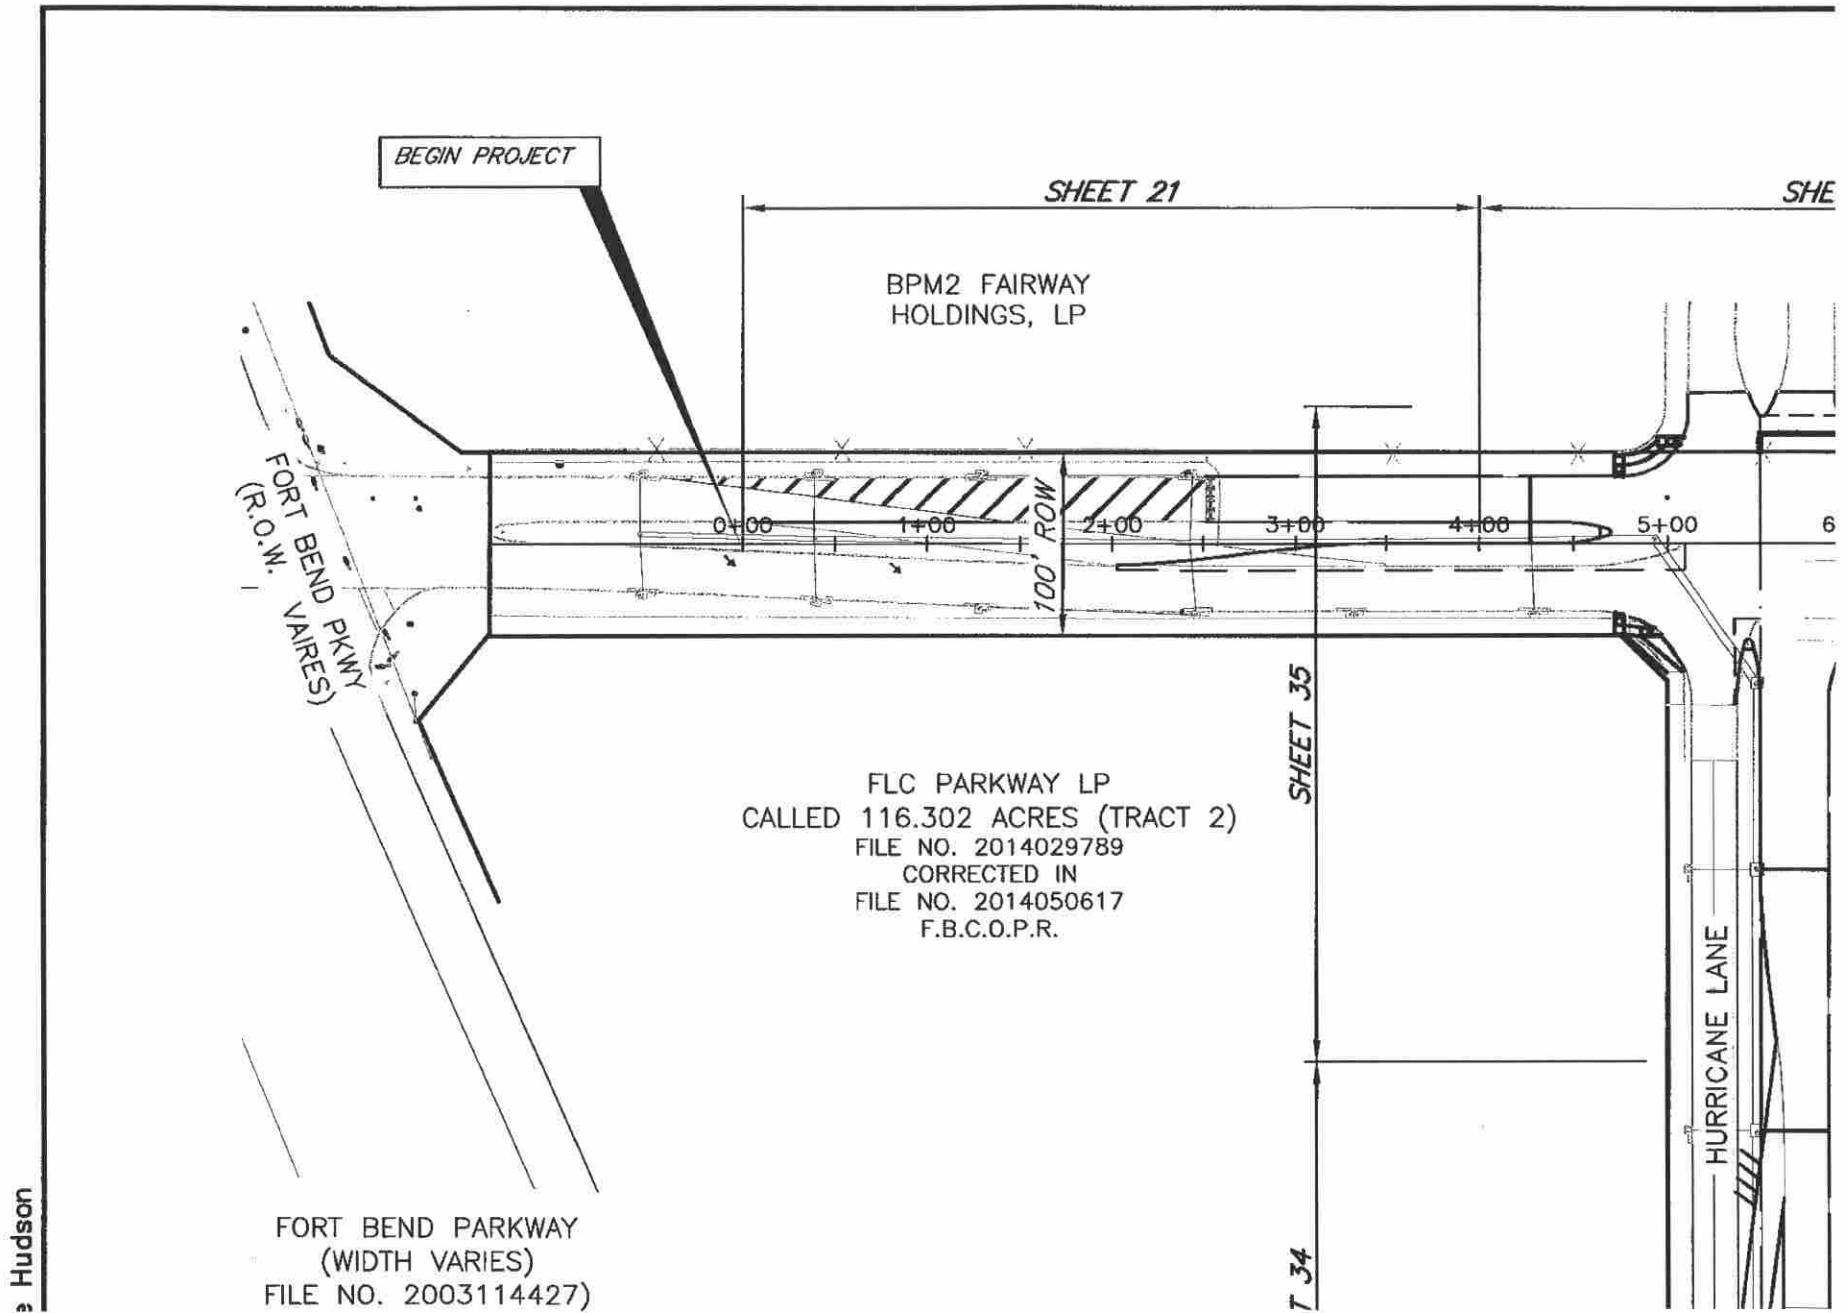 BEGIN PROJECT
SHEET 21
SHE
BPM2 FAIRWAY
HOLDINGS, LP
FORT BEND PKWY
(R.O.W. VAIRES)
100' ROW
0+00
1+00
2+00
3+00
4+00
5+00
6
SHEET 35
FLC PARKWAY LP
CALLED 116.302 ACRES (TRACT 2)
FILE NO. 2014029789
CORRECTED IN
FILE NO. 2014050617
F.B.C.O.P.R.
HURRICANE LANE
T 34
FORT BEND PARKWAY
(WIDTH VARIES)
FILE NO. 2003114427)
e Hudson